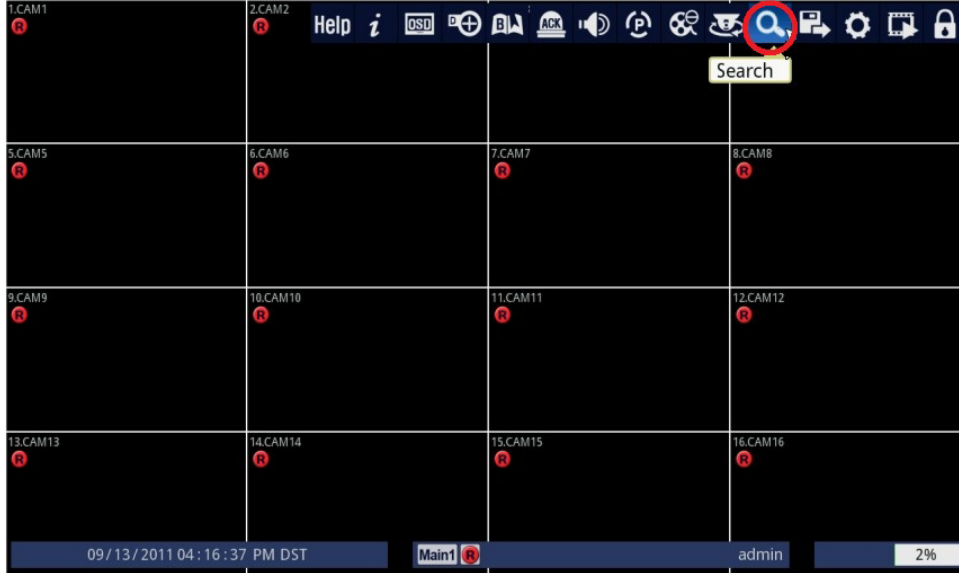 1.CAM1
R
2.CAM2
R
Help i OSD ACK P
Search
5.CAM5
R
6.CAM6
R
7.CAM7
R
8.CAM8
R
9.CAM9
R
10.CAM10
R
11.CAM11
R
12.CAM12
R
13.CAM13
R
14.CAM14
R
15.CAM15
R
16.CAM16
R
09/13/2011 04:16:37 PM DST
Main1 R
admin
2%